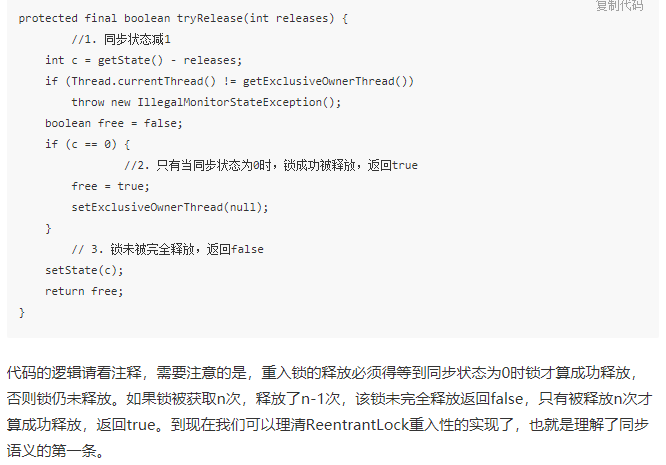 复制代码
protected final boolean tryRelease(int releases) {
        //1. 同步状态减1
    int c = getState() - releases;
    if (Thread.currentThread() != getExclusiveOwnerThread())
        throw new IllegalMonitorStateException();
    boolean free = false;
    if (c == 0) {
                //2. 只有当同步状态为0时，锁成功被释放，返回true
        free = true;
        setExclusiveOwnerThread(null);
    }
        // 3. 锁未被完全释放，返回false
    setState(c);
    return free;
}
代码的逻辑请看注释，需要注意的是，重入锁的释放必须得等到同步状态为0时锁才算成功释放，
否则锁仍未释放。如果锁被获取n次，释放了n-1次，该锁未完全释放返回false，只有被释放n次才
算成功释放，返回true。到现在我们可以理清ReentrantLock重入性的实现了，也就是理解了同步
语义的第一条。